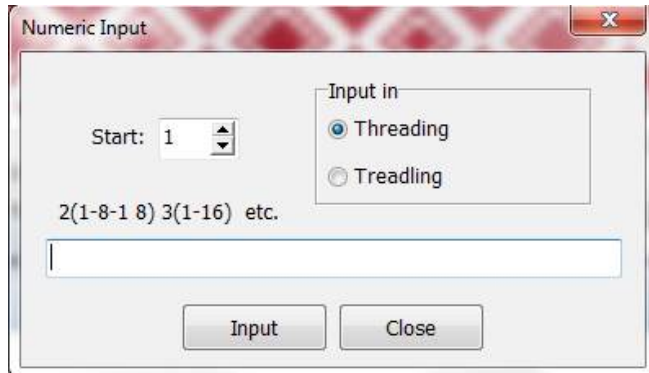 Numeric Input
Input in
Start: 1
Threading
Treadling
2(1-8-1 8) 3(1-16) etc.
Input
Close